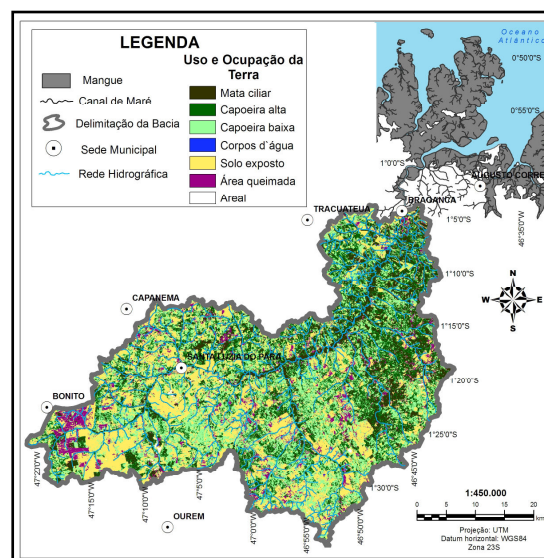 LEGENDA
Mangue
Canal de Maré
Delimitação da Bacia
Sede Municipal
Rede Hidrográfica
Uso e Ocupação da
Terra
Mata ciliar
Capoeira alta
Capoeira baixa
Corpos d`água
Solo exposto
Área queimada
Areal
Oceano
Atlântico
0°50'0"S
0°55'0"S
1°0'0"S
AUGUSTO CORRE
BRAGANCA
TRACUATEUA
1°5'0"S
46°35'0"W
1°10'0"S
N
W
E
S
CAPANEMA
1°15'0"S
SANTA LUZIA DO PARÁ
1°20'0"S
BONITO
1°25'0"S
47°20'0"W
47°15'0"W
47°10'0"W
47°5'0"W
47°0'0"W
46°55'0"W
46°50'0"W
46°45'0"W
1°30'0"S
OUREM
1:450.000
0 5 10 15 20
km
Projeção: UTM
Datum horizontal: WGS84
Zona 23S